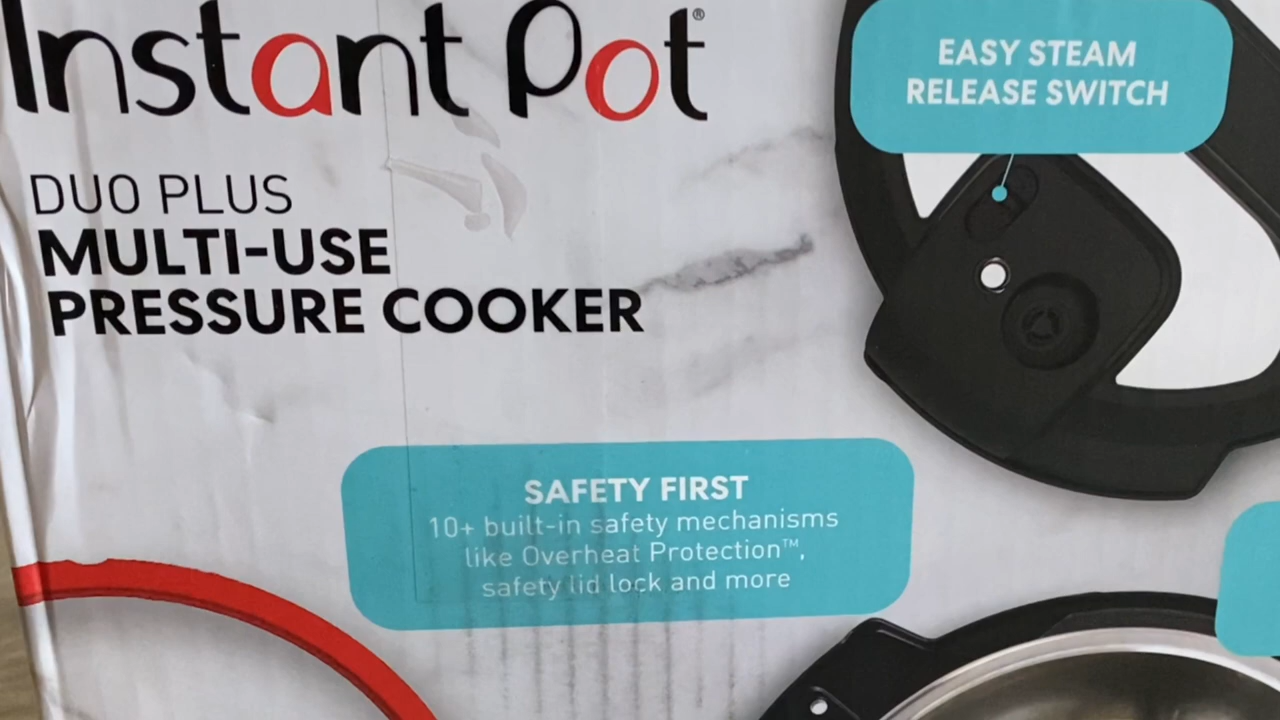 Instant Pot®
DUO PLUS
MULTI-USE
PRESSURE COOKER
EASY STEAM
RELEASE SWITCH
SAFETY FIRST
10+ built-in safety mechanisms
like Overheat Protection™,
safety lid lock and more